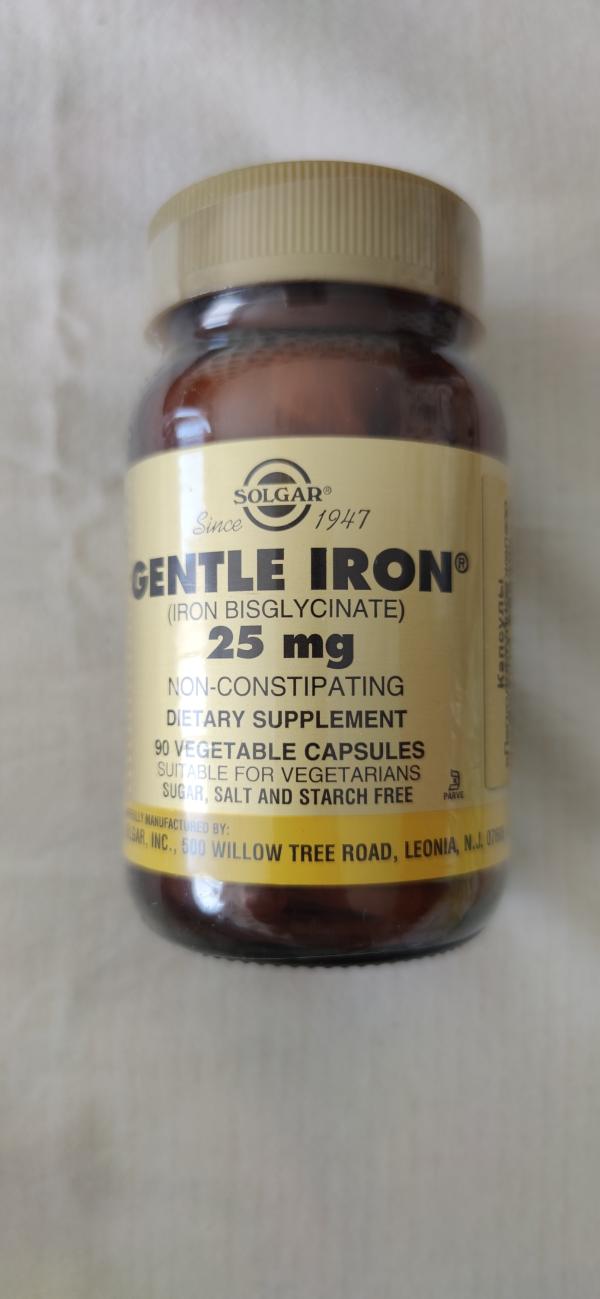 SOLGAR®
Since 1947
GENTLE IRON®
(IRON BISGLYCINATE)
25 mg
NON-CONSTIPATING
DIETARY SUPPLEMENT
90 VEGETABLE CAPSULES
SUITABLE FOR VEGETARIANS
SUGAR, SALT AND STARCH FREE
PARVE
MANUFACTURED BY:
INC., 500 WILLOW TREE ROAD, LEONIA, N.J.
Капсулы